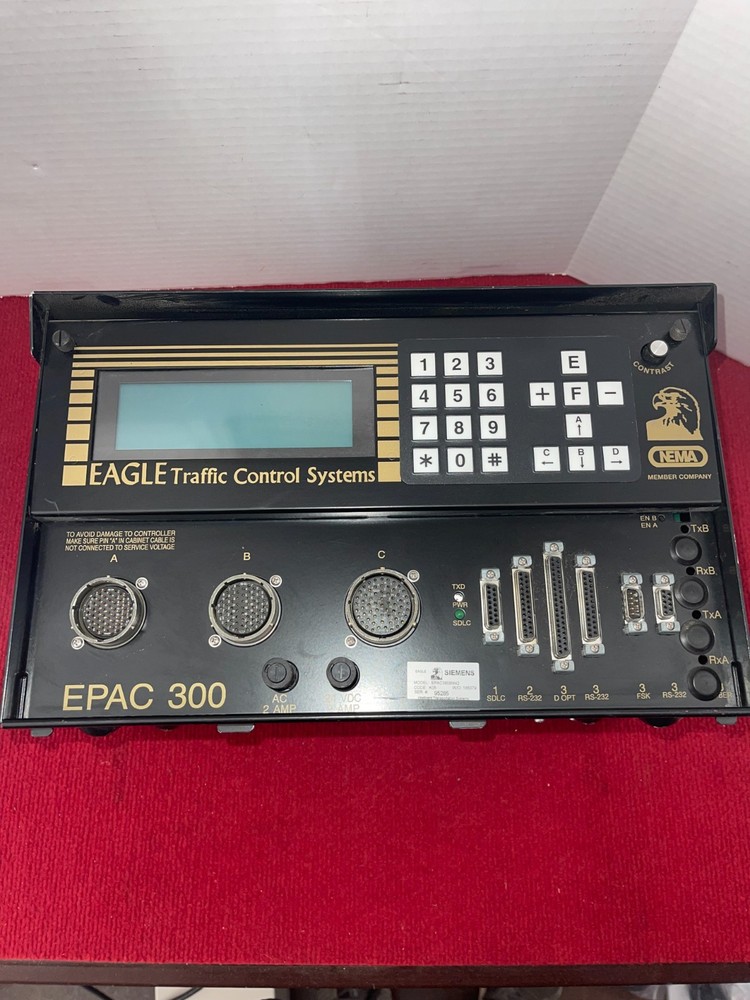 1 2 3
E
CONTRAST
4 5 6
+ F −
7 8 9
A ↑
* 0 #
C ← B ↓ D →
EAGLE Traffic Control Systems
NEMA
MEMBER COMPANY
TO AVOID DAMAGE TO CONTROLLER
MAKE SURE PIN "A" IN CABINET CABLE IS
NOT CONNECTED TO SERVICE VOLTAGE
A
B
C
EN B
EN A
TxB
RxB
TxA
RxA
TXD
PWR
SDLC
EPAC 300
AC
2 AMP
VDC
AMP
SIEMENS
1
SDLC
2
RS-232
3
D OPT
3
RS-232
3
FSK
3
RS-232